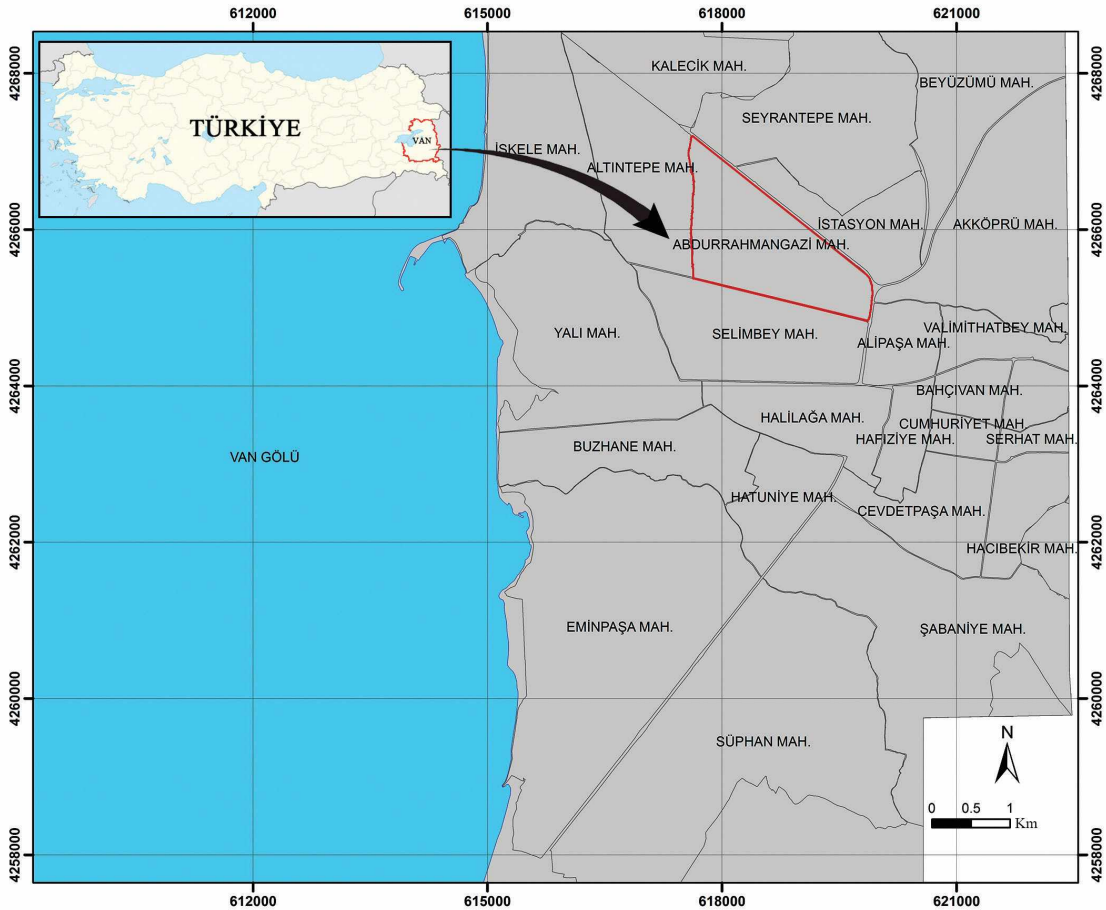 612000 615000 618000 621000
4268000
4266000
4264000
4262000
4260000
4258000
TÜRKİYE
VAN
KALECİK MAH.
BEYÜZÜMÜ MAH.
SEYRANTEPE MAH.
İSKELE MAH.
ALTINTEPE MAH.
İSTASYON MAH.
AKKÖPRÜ MAH.
ABDURRAHMANGAZİ MAH.
YALI MAH.
SELİMBEY MAH.
VALİMİTHATBEY MAH.
ALİPAŞA MAH.
BAHÇIVAN MAH.
HALİLAĞA MAH.
CUMHURİYET MAH.
HAFIZİYE MAH.
SERHAT MAH.
BUZHANE MAH.
VAN GÖLÜ
HATUNİYE MAH.
CEVDETPAŞA MAH.
HACIBEKİR MAH.
EMİNPAŞA MAH.
ŞABANİYE MAH.
SÜPHAN MAH.
N
0 0.5 1
Km
4268000
4266000
4264000
4262000
4260000
4258000
612000 615000 618000 621000